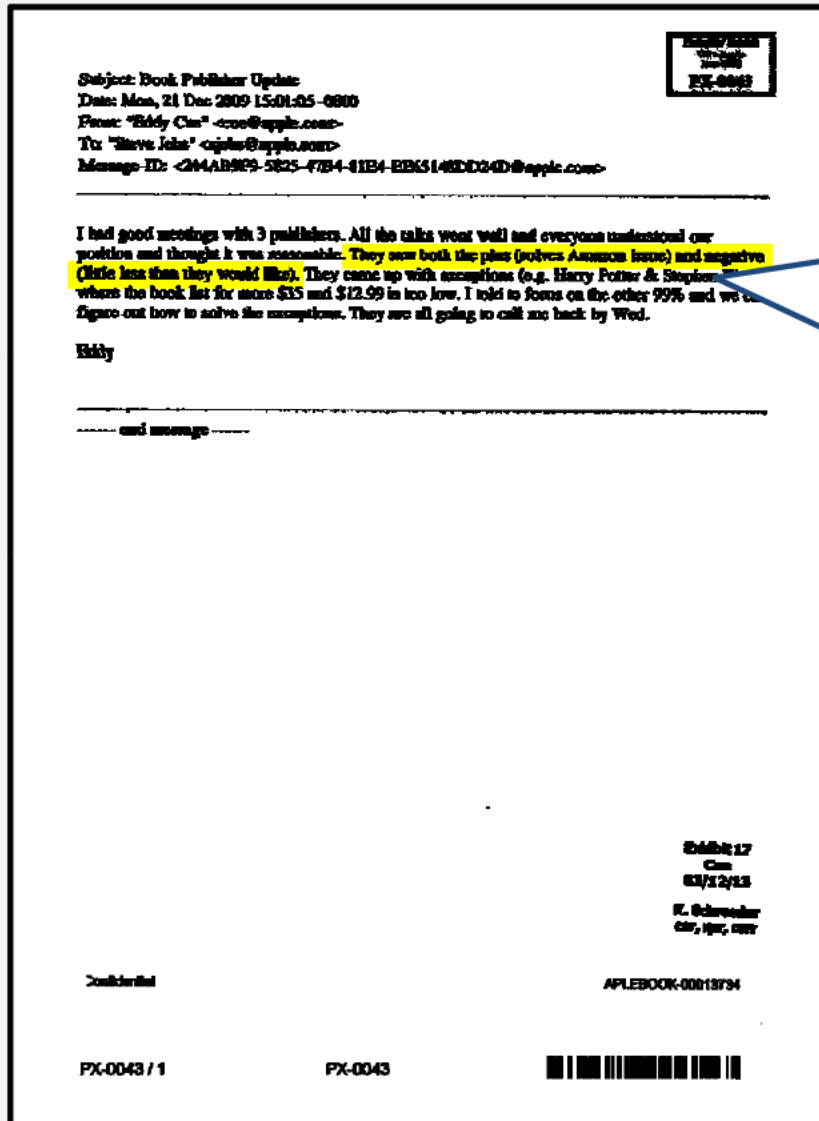 PX-0043
Subject: Book Publisher Update
Date: Mon, 21 Dec 2009 15:01:05 -0800
From: "Eddy Cue" <cue@apple.com>
To: "Steve Jobs" <sjobs@apple.com>
Message-ID: @apple.com>
I had good meetings with 3 publishers. All the talks went well and everyone understood our
position and thought it was reasonable. They saw both the plus (solves Amazon issue) and negative
(little less than they would like). They came up with exceptions (e.g. Harry Potter & Stephen
where the book list for more $35 and $12.99 is too low. I told to focus on the other 99% and we
figure out how to solve the exceptions. They are all going to call me back by Wed.
Eddy
------ end message ------
Exhibit 17
Cue
03/12/13
K. Schroeder
Confidential
APLEBOOK-00013734
PX-0043 / 1
PX-0043